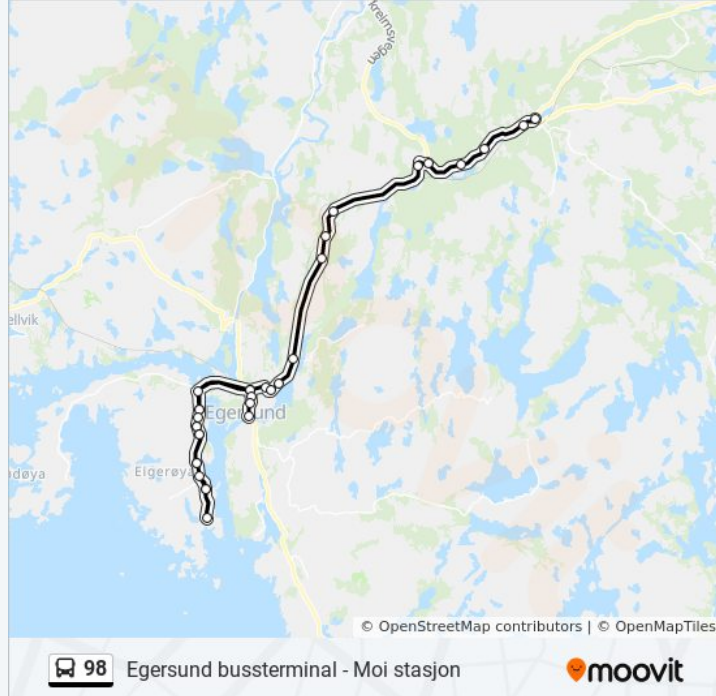 kreimsvegen
ellvik
Egersund
Eigerøya
døya
© OpenStreetMap contributors | © OpenMapTiles
98 Egersund bussterminal - Moi stasjon
moovit